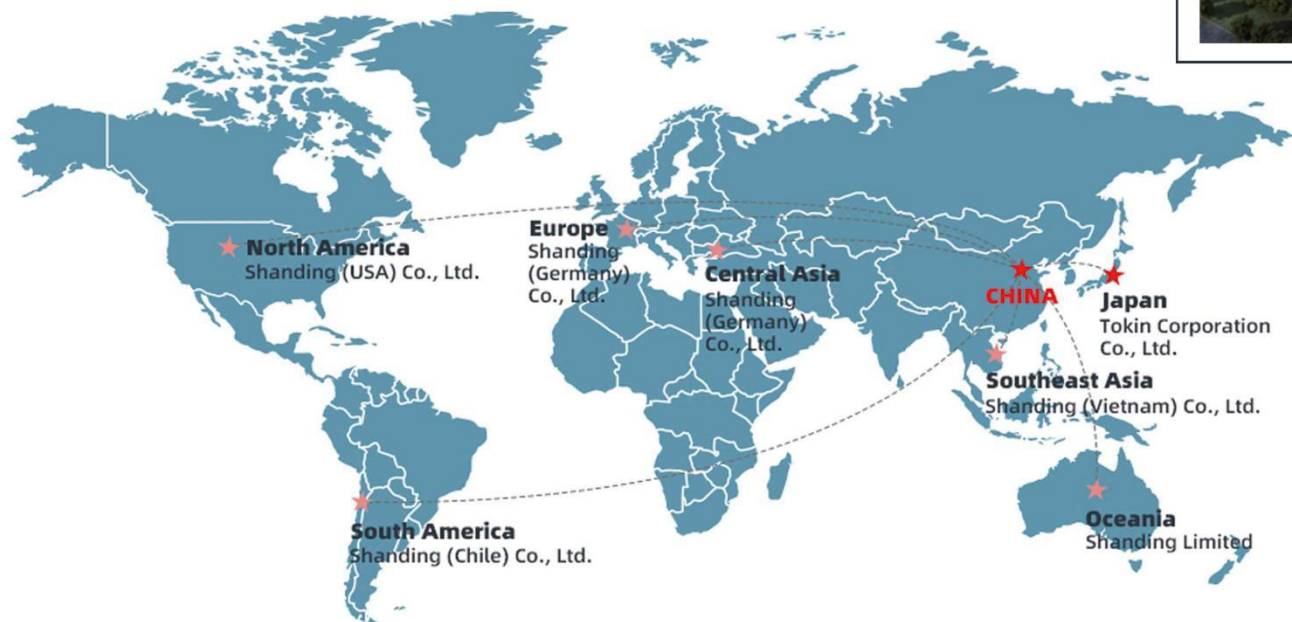 North America
Shanding (USA) Co., Ltd.
Europe
Shanding
(Germany)
Co., Ltd.
Central Asia
Shanding
(Germany)
Co., Ltd.
CHINA
Japan
Tokin Corporation
Co., Ltd.
Southeast Asia
Shanding (Vietnam) Co., Ltd.
South America
Shanding (Chile) Co., Ltd.
Oceania
Shanding Limited